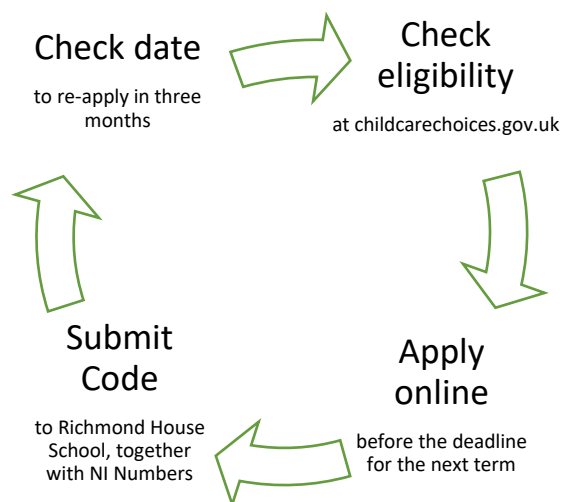 Check date
to re-apply in three
months
Check
eligibility
at childcarechoices.gov.uk
Apply
online
before the deadline
for the next term
Submit
Code
to Richmond House
School, together
with NI Numbers